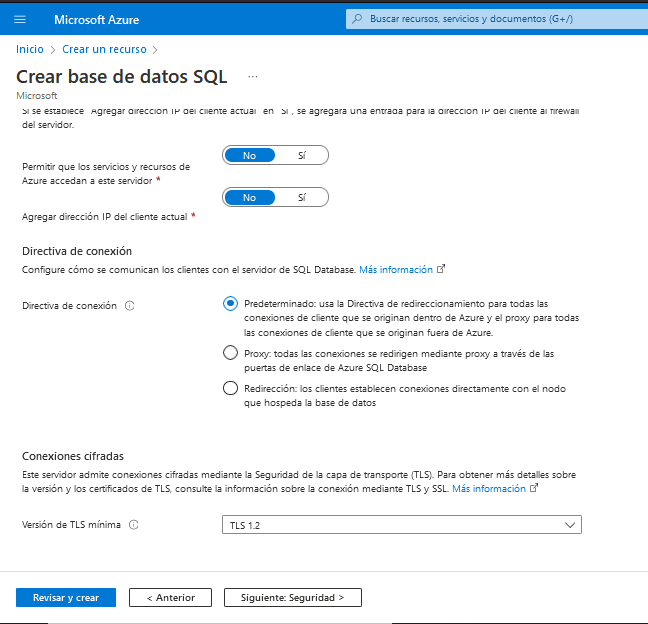 Microsoft Azure
Buscar recursos, servicios y documentos (G+/)
Inicio > Crear un recurso >
Crear base de datos SQL ...
Microsoft
Si se establece "Agregar dirección IP del cliente actual" en "Sí", se agregará una entrada para la dirección IP del cliente al firewall
del servidor.
Permitir que los servicios y recursos de
Azure accedan a este servidor *
No Sí
Agregar dirección IP del cliente actual *
No Sí
Directiva de conexión
Configure cómo se comunican los clientes con el servidor de SQL Database. Más información
Directiva de conexión
Predeterminado: usa la Directiva de redireccionamiento para todas las
conexiones de cliente que se originan dentro de Azure y el proxy para todas
las conexiones de cliente que se originan fuera de Azure.
Proxy: todas las conexiones se redirigen mediante proxy a través de las
puertas de enlace de Azure SQL Database
Redirección: los clientes establecen conexiones directamente con el nodo
que hospeda la base de datos
Conexiones cifradas
Este servidor admite conexiones cifradas mediante la Seguridad de la capa de transporte (TLS). Para obtener más detalles sobre
la versión y los certificados de TLS, consulte la información sobre la conexión mediante TLS y SSL. Más información
Versión de TLS mínima
TLS 1.2
Revisar y crear
< Anterior
Siguiente: Seguridad >